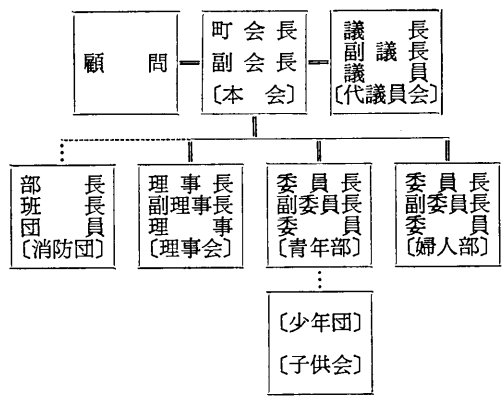 顧問
町会長
副会長
〔本会〕
議長
副議長
議員
〔代議員会〕
部長
班長
団員
〔消防団〕
理事長
副理事長
理事
〔理事会〕
委員長
副委員長
委員
〔青年部〕
委員長
副委員長
委員
〔婦人部〕
〔少年団〕
〔子供会〕